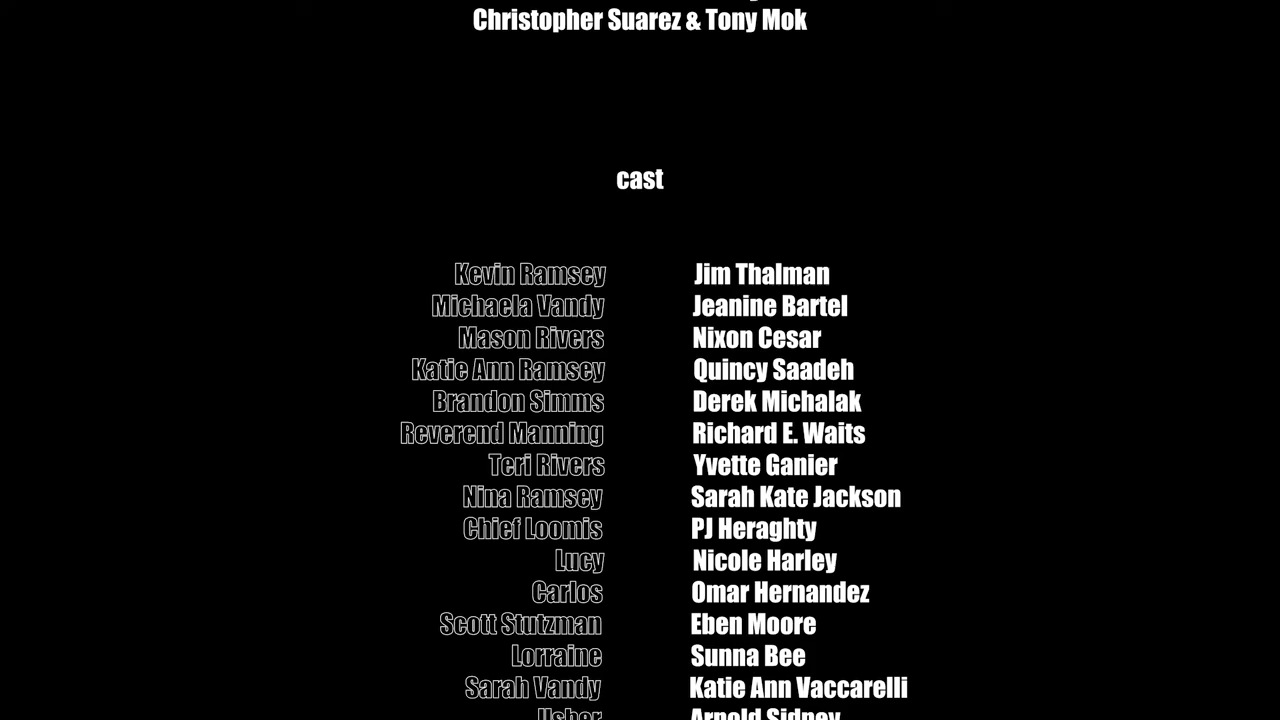 Christopher Suarez & Tony Mok
cast
Kevin Ramsey Jim Thalman
Michaela Vandy Jeanine Bartel
Mason Rivers Nixon Cesar
Katie Ann Ramsey Quincy Saadeh
Brandon Simms Derek Michalak
Reverend Manning Richard E. Waits
Teri Rivers Yvette Ganier
Nina Ramsey Sarah Kate Jackson
Chief Loomis PJ Heraghty
Lucy Nicole Harley
Carlos Omar Hernandez
Scott Stutzman Eben Moore
Lorraine Sunna Bee
Sarah Vandy Katie Ann Vaccarelli
Usher Arnold Sidney